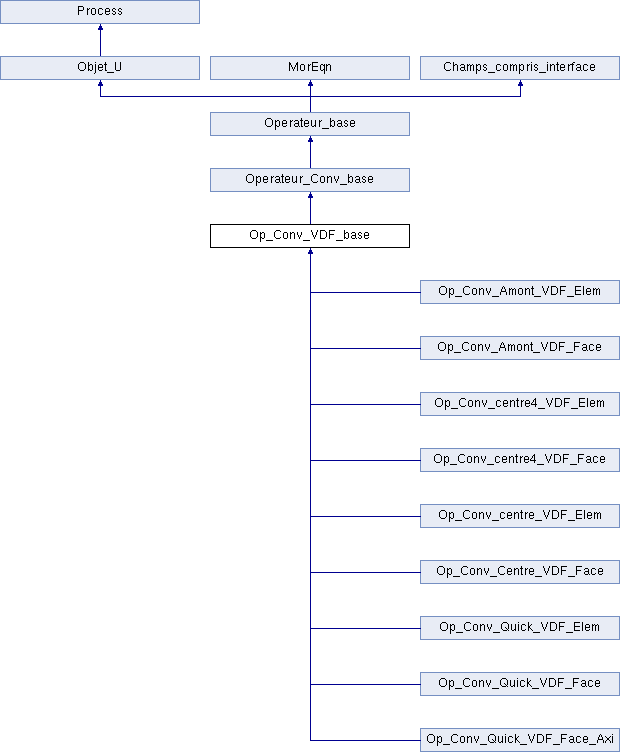 Process
Objet_U
MorEqn
Champs_compris_interface
Operateur_base
Operateur_Conv_base
Op_Conv_VDF_base
Op_Conv_Amont_VDF_Elem
Op_Conv_Amont_VDF_Face
Op_Conv_centre4_VDF_Elem
Op_Conv_centre4_VDF_Face
Op_Conv_centre_VDF_Elem
Op_Conv_Centre_VDF_Face
Op_Conv_Quick_VDF_Elem
Op_Conv_Quick_VDF_Face
Op_Conv_Quick_VDF_Face_Axi